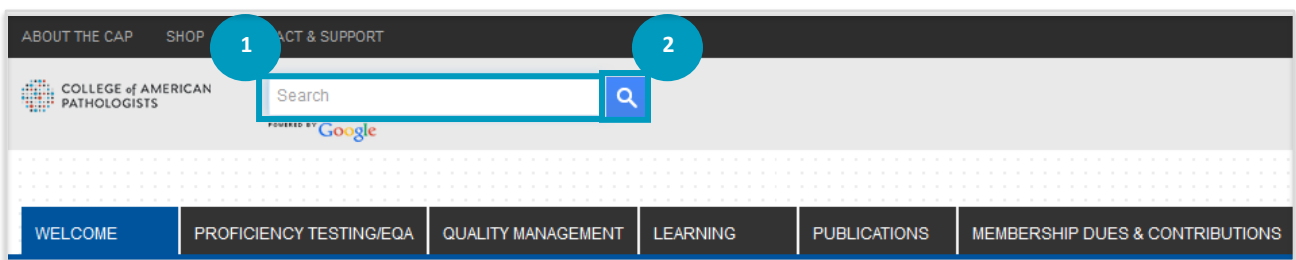 ABOUT THE CAP SHOP ACT & SUPPORT
1
2
COLLEGE of AMERICAN
PATHOLOGISTS
Search
POWERED BY Google
WELCOME PROFICIENCY TESTING/EQA QUALITY MANAGEMENT LEARNING PUBLICATIONS MEMBERSHIP DUES & CONTRIBUTIONS